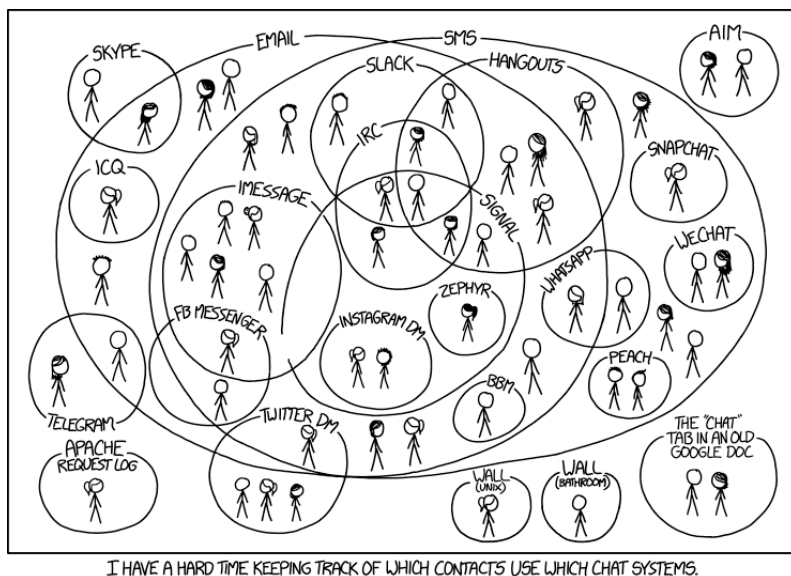 SKYPE
EMAIL
SMS
AIM
SLACK
HANGOUTS
IRC
SNAPCHAT
ICQ
IMESSAGE
SIGNAL
WECHAT
WHATSAPP
ZEPHYR
FB MESSENGER
INSTAGRAM DM
PEACH
BBM
TELEGRAM
TWITTER DM
APACHE
REQUEST LOG
WALL
(UNIX)
WALL
(BATHROOM)
THE "CHAT"
TAB IN AN OLD
GOOGLE DOC
I HAVE A HARD TIME KEEPING TRACK OF WHICH CONTACTS USE WHICH CHAT SYSTEMS.